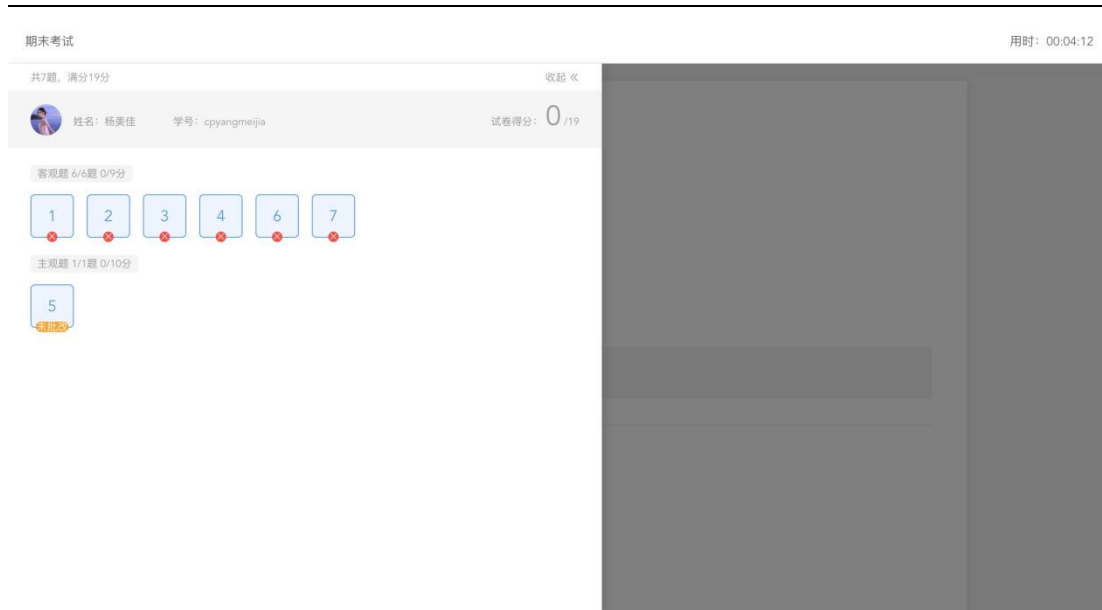 期末考试 用时：00:04:12
共7题，满分19分 收起 «
姓名：杨美佳 学号：cpyangmeijia 试卷得分：0/19
客观题 6/6题 0/9分
1 2 3 4 6 7
主观题 1/1题 0/10分
5
未批改